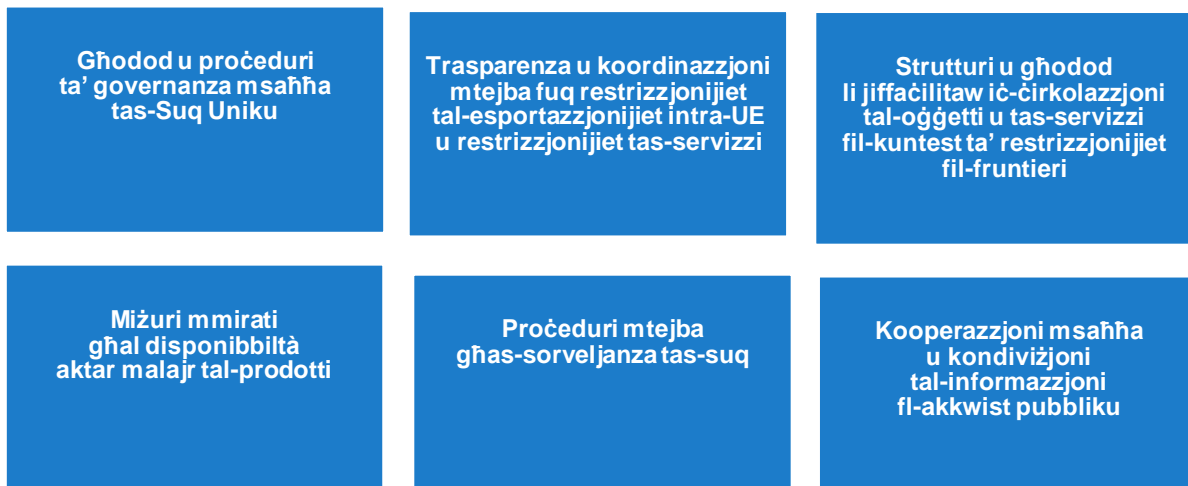 Għodod u proċeduri
ta’ governanza msaħħa
tas-Suq Uniku
Trasparenza u koordinazzjoni
mtejba fuq restrizzjonijiet
tal-esportazzjonijiet intra-UE
u restrizzjonijiet tas-servizzi
Strutturi u għodod
li jiffaċilitaw iċ-ċirkolazzjoni
tal-oġġetti u tas-servizzi
fil-kuntest ta’ restrizzjonijiet
fil-fruntieri
Miżuri mmirati
għal disponibbiltà
aktar malajr tal-prodotti
Proċeduri mtejba
għas-sorveljanza tas-suq
Kooperazzjoni msaħħa
u kondiviżjoni
tal-informazzjoni
fl-akkwist pubbliku